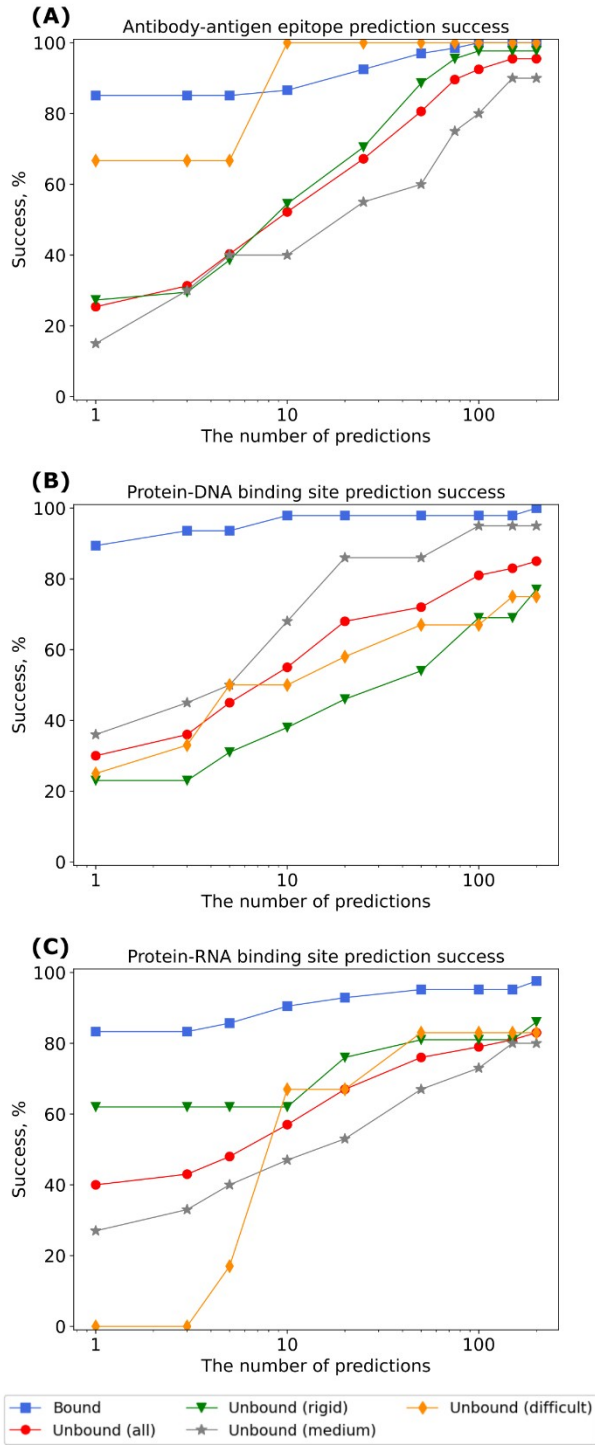 (A)
Antibody-antigen epitope prediction success
100
80
60
40
20
0
Success, %
1
10
100
The number of predictions
(B)
Protein-DNA binding site prediction success
100
80
60
40
20
0
Success, %
1
10
100
The number of predictions
(C)
Protein-RNA binding site prediction success
100
80
60
40
20
0
Success, %
1
10
100
The number of predictions
Bound
Unbound (rigid)
Unbound (difficult)
Unbound (all)
Unbound (medium)